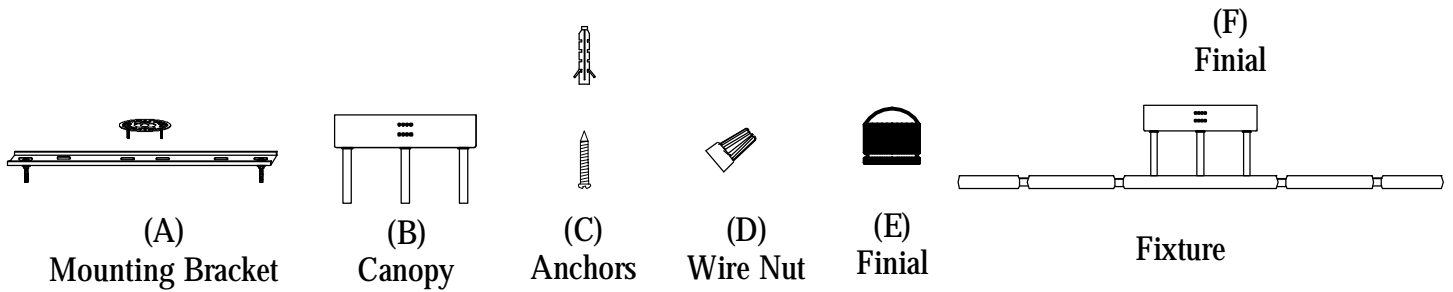 (F)
Finial
(A)
Mounting Bracket
(B)
Canopy
(C)
Anchors
(D)
Wire Nut
(E)
Finial
Fixture